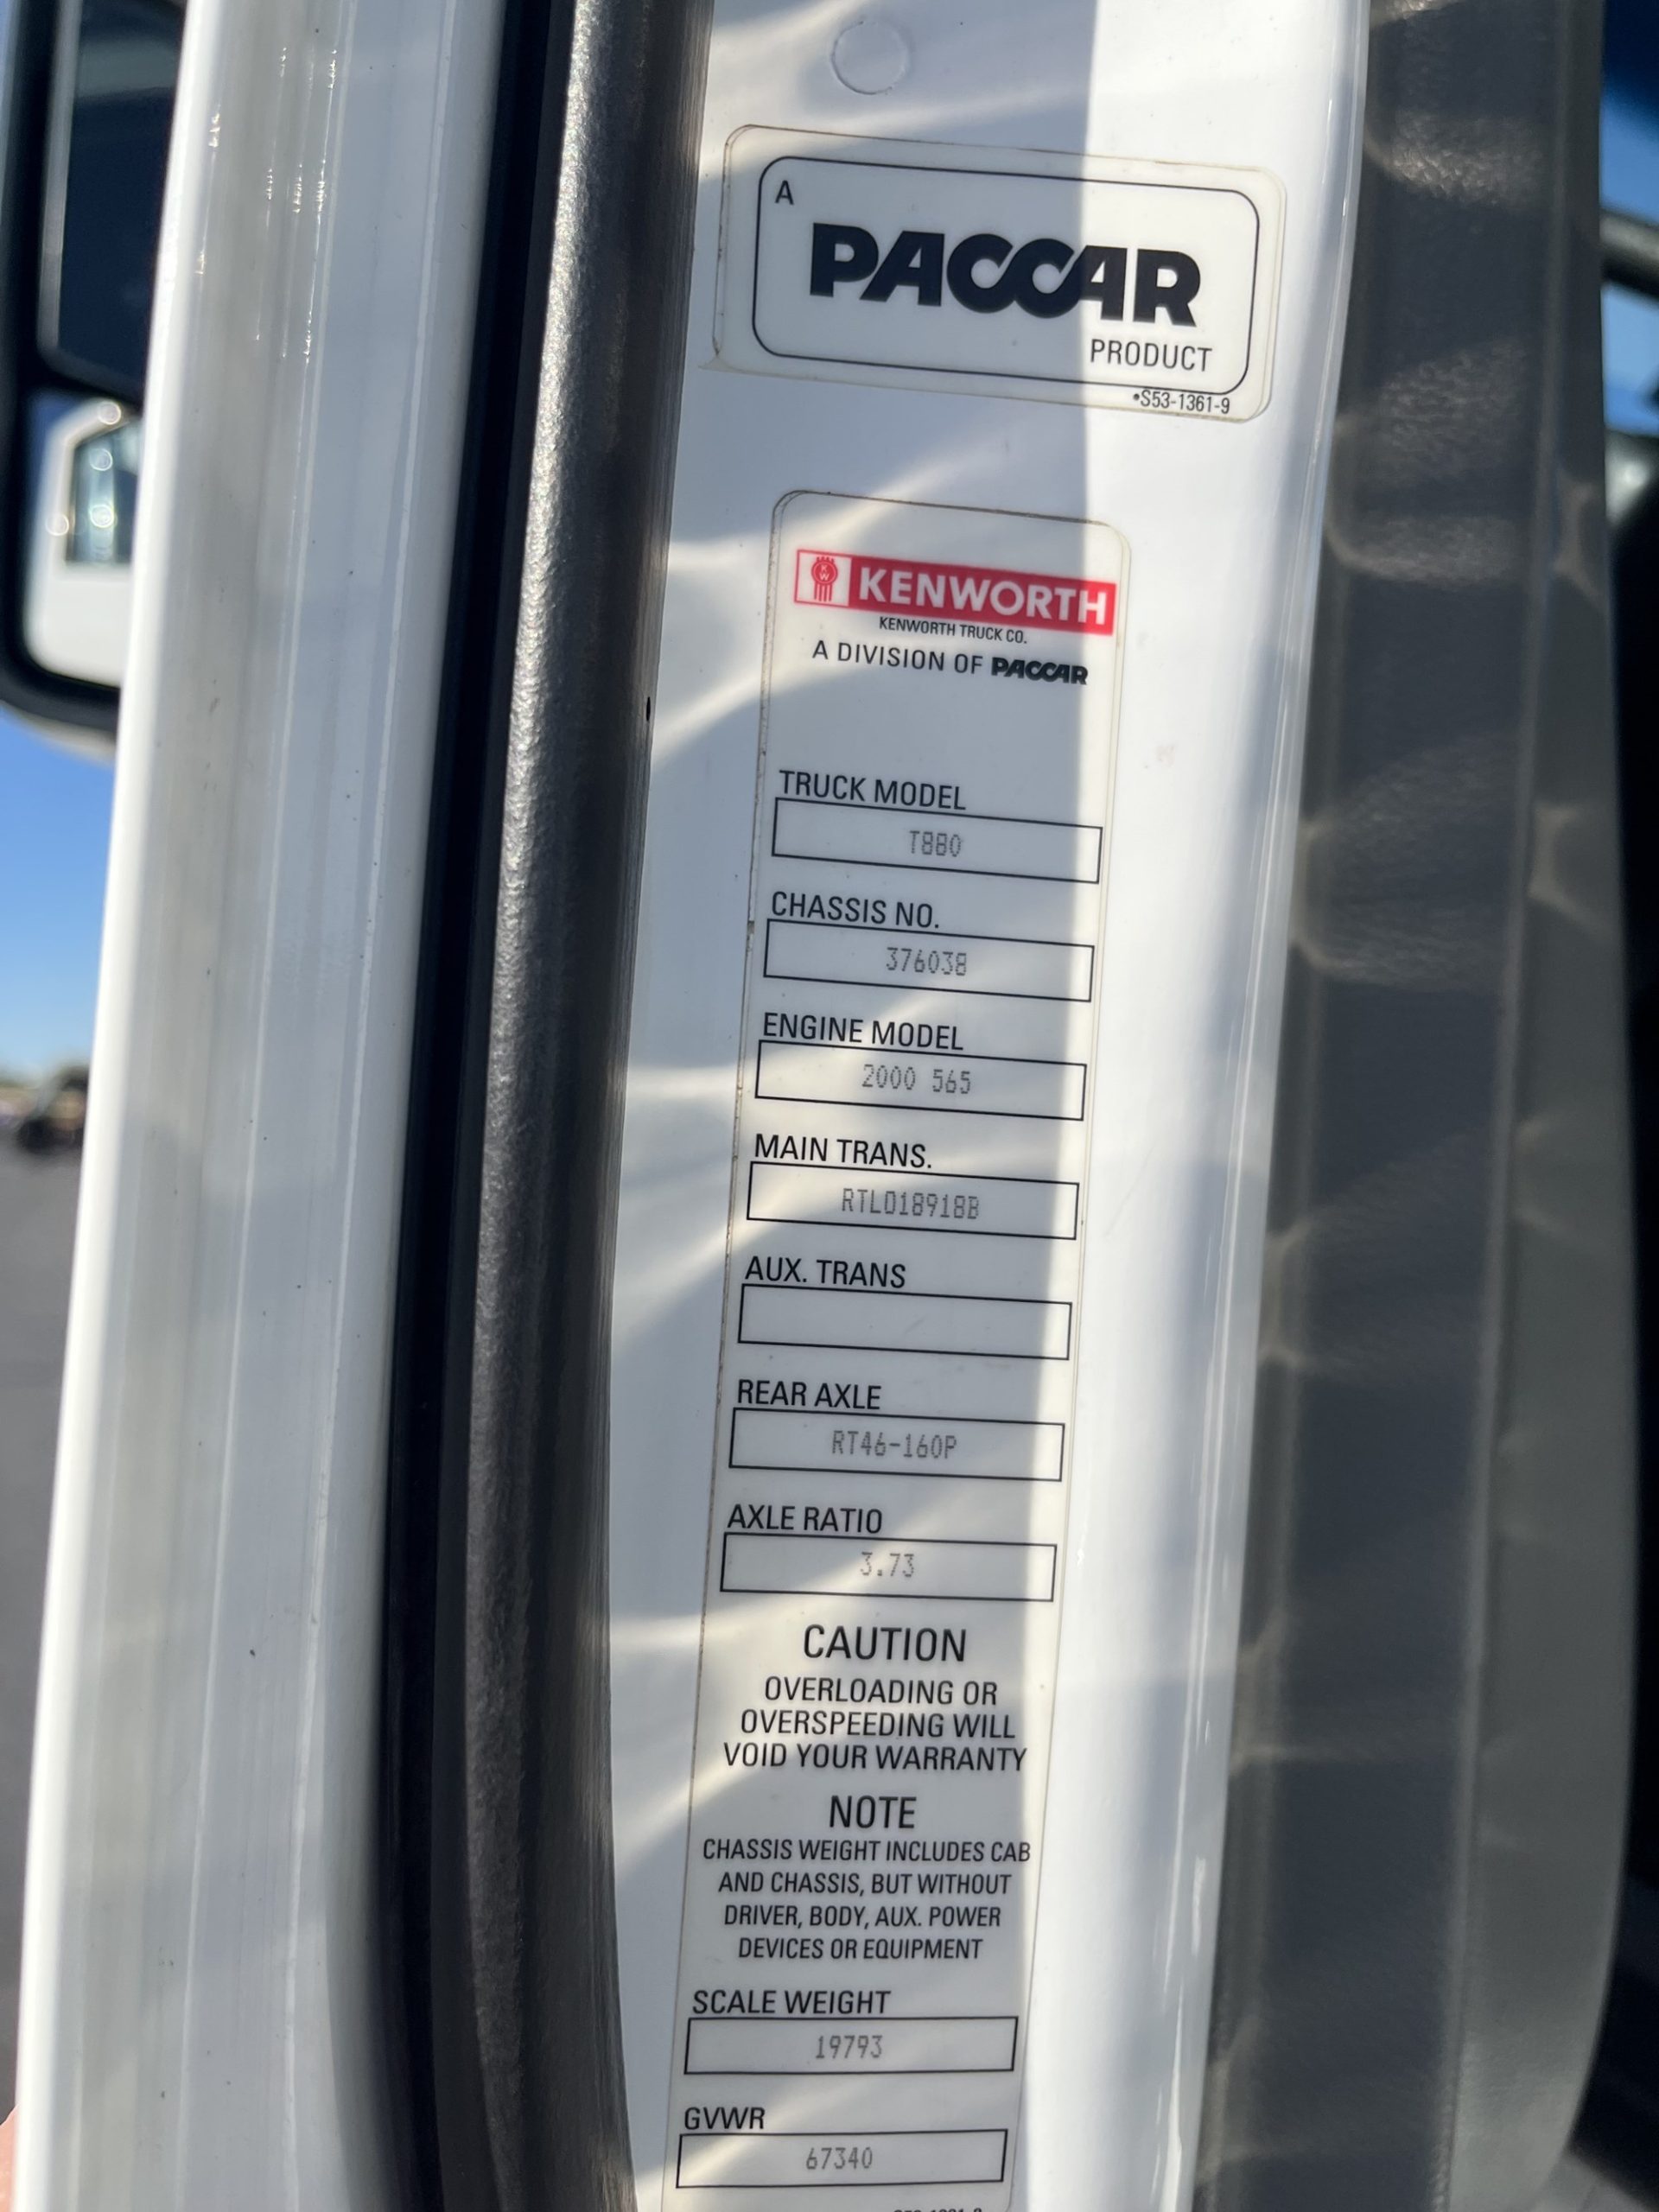 A
PACCAR
PRODUCT
•S53-1361-9
KW KENWORTH
KENWORTH TRUCK CO.
A DIVISION OF PACCAR
TRUCK MODEL
T880
CHASSIS NO.
376038
ENGINE MODEL
2000 565
MAIN TRANS.
RTLO18918B
AUX. TRANS
REAR AXLE
RT46-160P
AXLE RATIO
3.73
CAUTION
OVERLOADING OR
OVERSPEEDING WILL
VOID YOUR WARRANTY
NOTE
CHASSIS WEIGHT INCLUDES CAB
AND CHASSIS, BUT WITHOUT
DRIVER, BODY, AUX. POWER
DEVICES OR EQUIPMENT
SCALE WEIGHT
19793
GVWR
67340